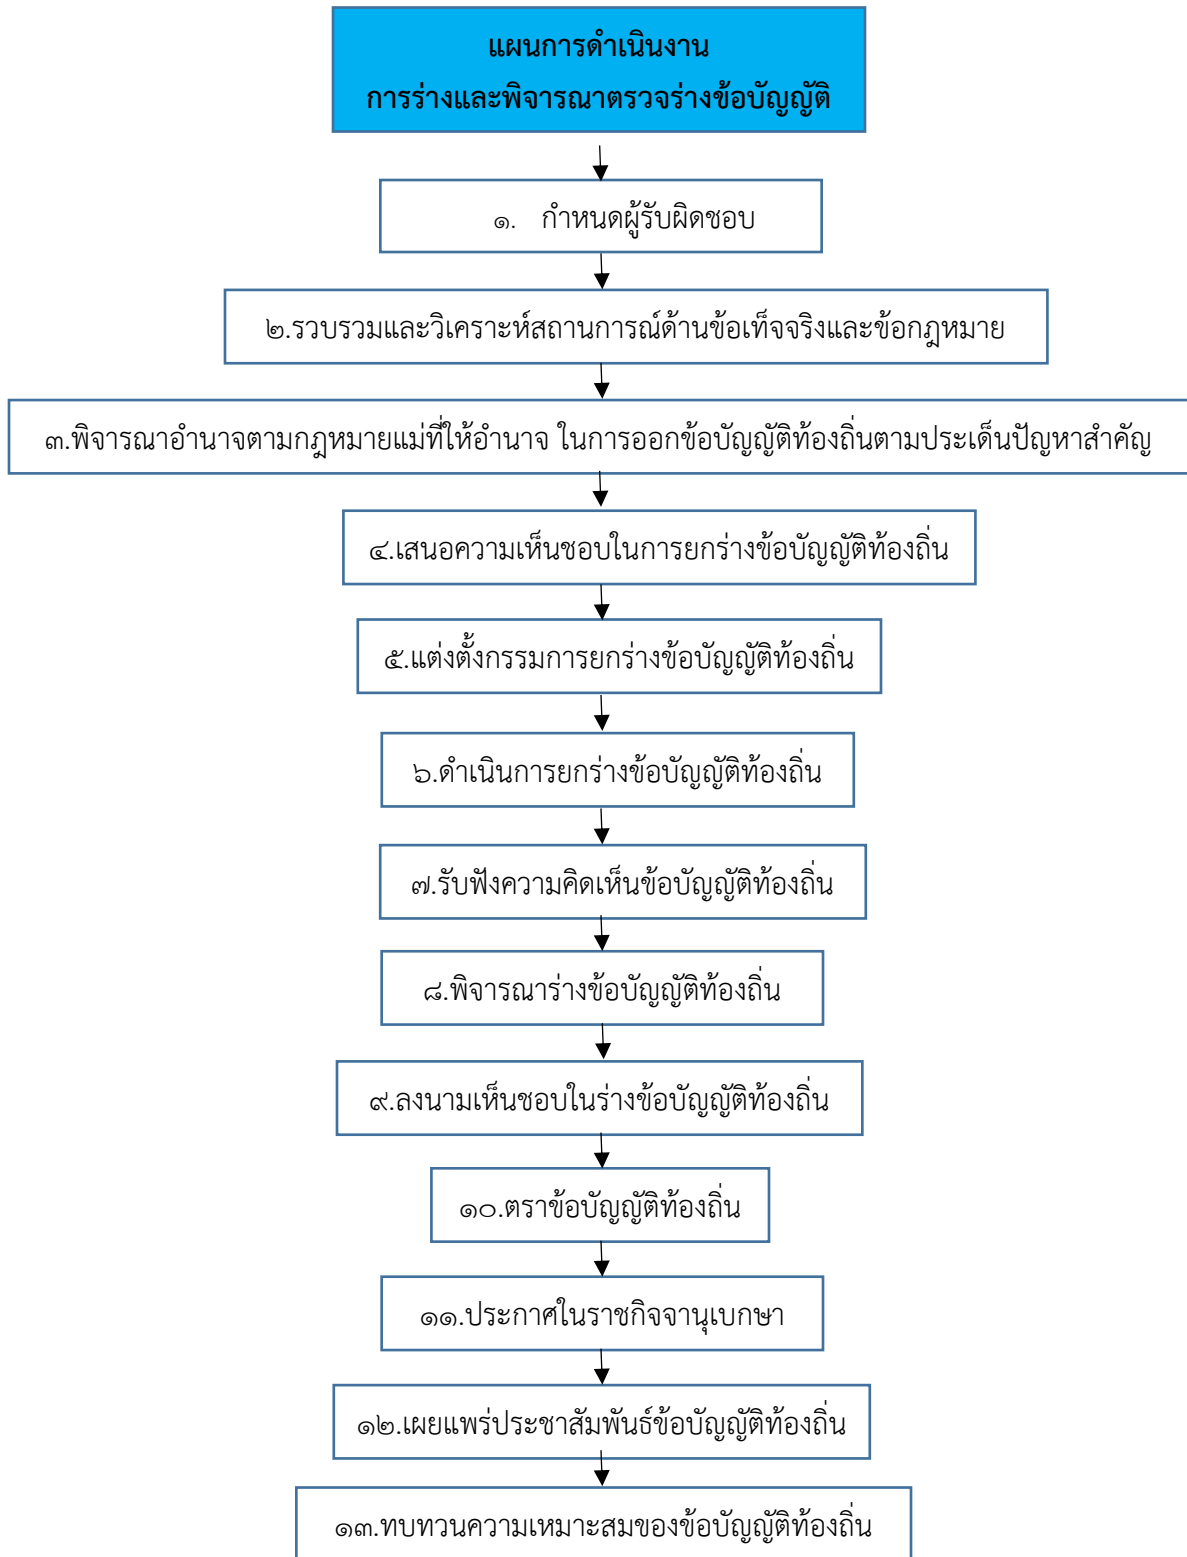 แผนการดำเนินงาน
การร่างและพิจารณาตรวจร่างข้อบัญญัติ
๑. กำหนดผู้รับผิดชอบ
๒.รวบรวมและวิเคราะห์สถานการณ์ด้านข้อเท็จจริงและข้อกฎหมาย
๓.พิจารณาอำนาจตามกฎหมายแม่ที่ให้อำนาจ ในการออกข้อบัญญัติท้องถิ่นตามประเด็นปัญหาสำคัญ
๔.เสนอความเห็นชอบในการยกร่างข้อบัญญัติท้องถิ่น
๕.แต่งตั้งกรรมการยกร่างข้อบัญญัติท้องถิ่น
๖.ดำเนินการยกร่างข้อบัญญัติท้องถิ่น
๗.รับฟังความคิดเห็นข้อบัญญัติท้องถิ่น
๘.พิจารณาร่างข้อบัญญัติท้องถิ่น
๙.ลงนามเห็นชอบในร่างข้อบัญญัติท้องถิ่น
๑๐.ตราข้อบัญญัติท้องถิ่น
๑๑.ประกาศในราชกิจจานุเบกษา
๑๒.เผยแพร่ประชาสัมพันธ์ข้อบัญญัติท้องถิ่น
๑๓.ทบทวนความเหมาะสมของข้อบัญญัติท้องถิ่น